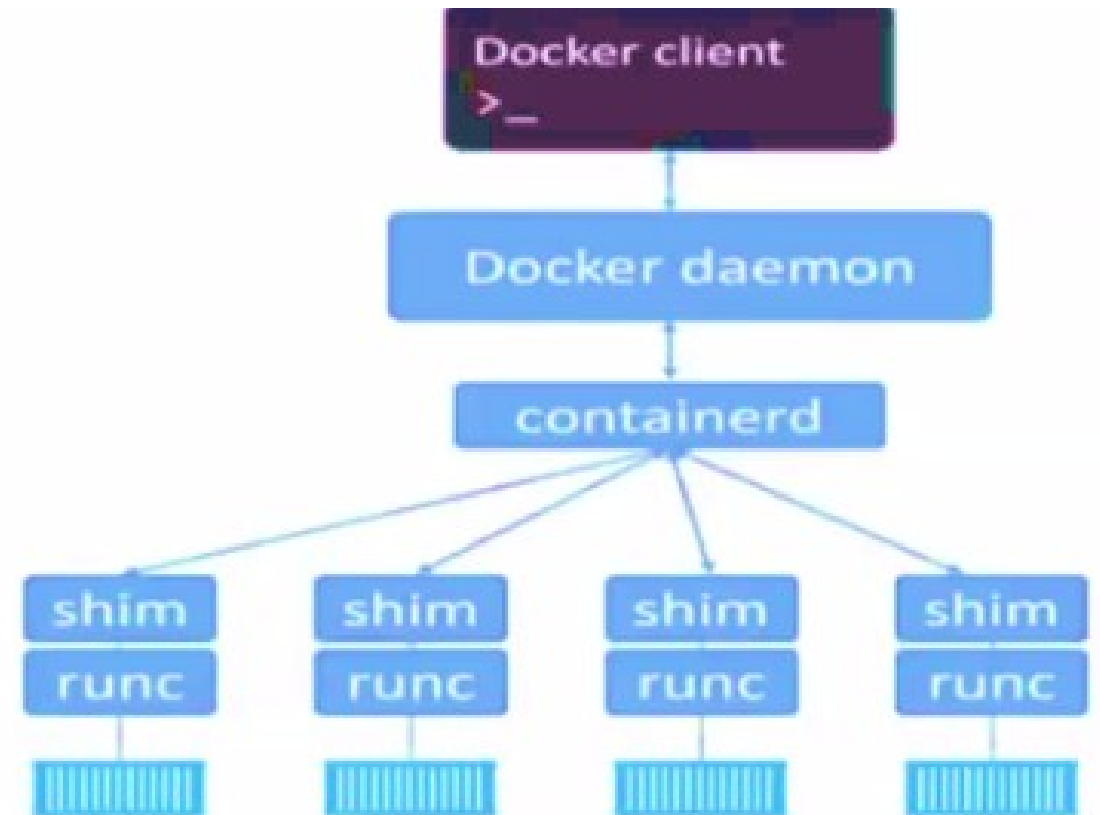 Docker client
>_
Docker daemon
containerd
shim shim shim shim
runc runc runc runc